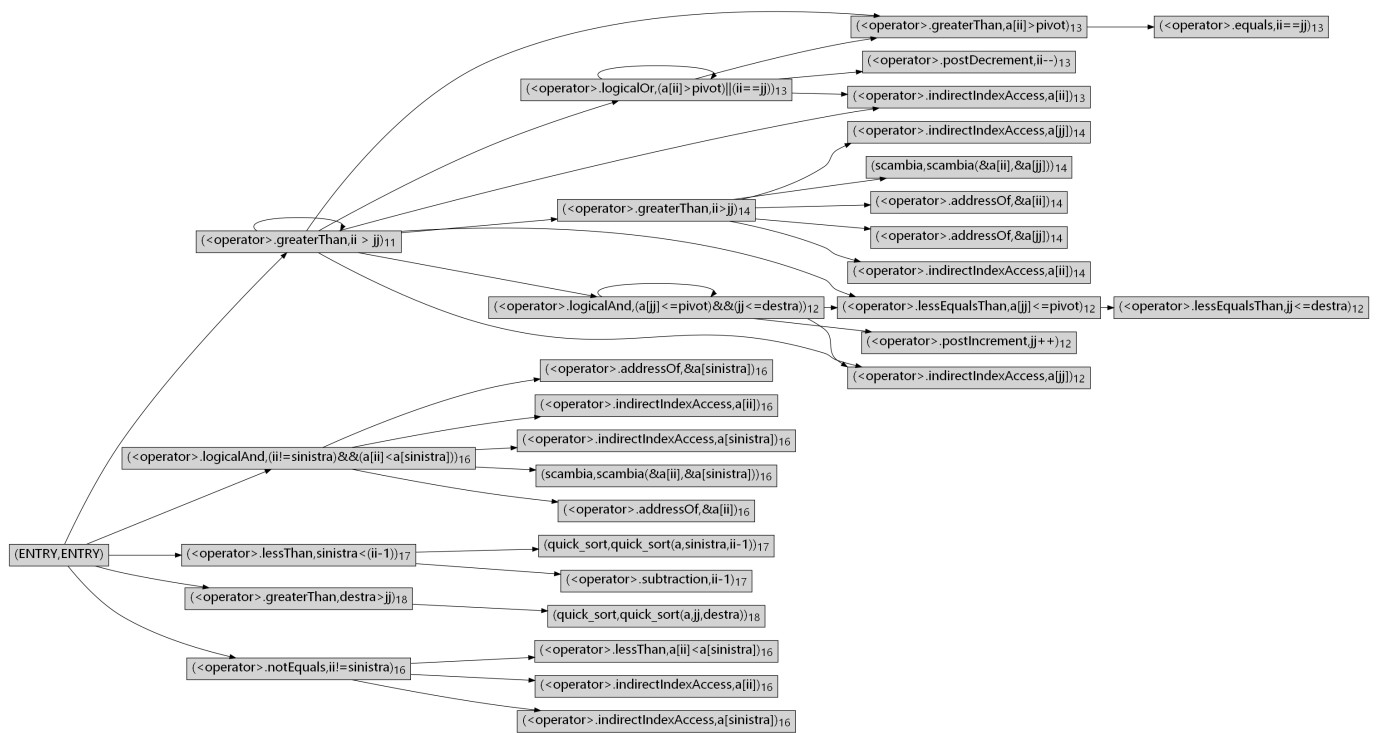 (<operator>.greaterThan,a[ii]>pivot)13
(<operator>.equals,ii==jj)13
(<operator>.postDecrement,ii--)13
(<operator>.logicalOr,(a[ii]>pivot)||(ii==jj))13
(<operator>.indirectIndexAccess,a[ii])13
(<operator>.indirectIndexAccess,a[jj])14
(scambia,scambia(&a[ii],&a[jj]))14
(<operator>.addressOf,&a[ii])14
(<operator>.greaterThan,ii>jj)14
(<operator>.addressOf,&a[jj])14
(<operator>.greaterThan,ii > jj)11
(<operator>.indirectIndexAccess,a[ii])14
(<operator>.logicalAnd,(a[jj]<=pivot)&&(jj<=destra))12
(<operator>.lessEqualsThan,a[jj]<=pivot)12
(<operator>.lessEqualsThan,jj<=destra)12
(<operator>.postIncrement,jj++)12
(<operator>.indirectIndexAccess,a[jj])12
(<operator>.addressOf,&a[sinistra])16
(<operator>.indirectIndexAccess,a[ii])16
(<operator>.indirectIndexAccess,a[sinistra])16
(<operator>.logicalAnd,(ii!=sinistra)&&(a[ii]<a[sinistra]))16
(scambia,scambia(&a[ii],&a[sinistra]))16
(<operator>.addressOf,&a[ii])16
(ENTRY,ENTRY)
(<operator>.lessThan,sinistra<(ii-1))17
(quick_sort,quick_sort(a,sinistra,ii-1))17
(<operator>.subtraction,ii-1)17
(<operator>.greaterThan,destra>jj)18
(quick_sort,quick_sort(a,jj,destra))18
(<operator>.lessThan,a[ii]<a[sinistra])16
(<operator>.notEquals,ii!=sinistra)16
(<operator>.indirectIndexAccess,a[ii])16
(<operator>.indirectIndexAccess,a[sinistra])16